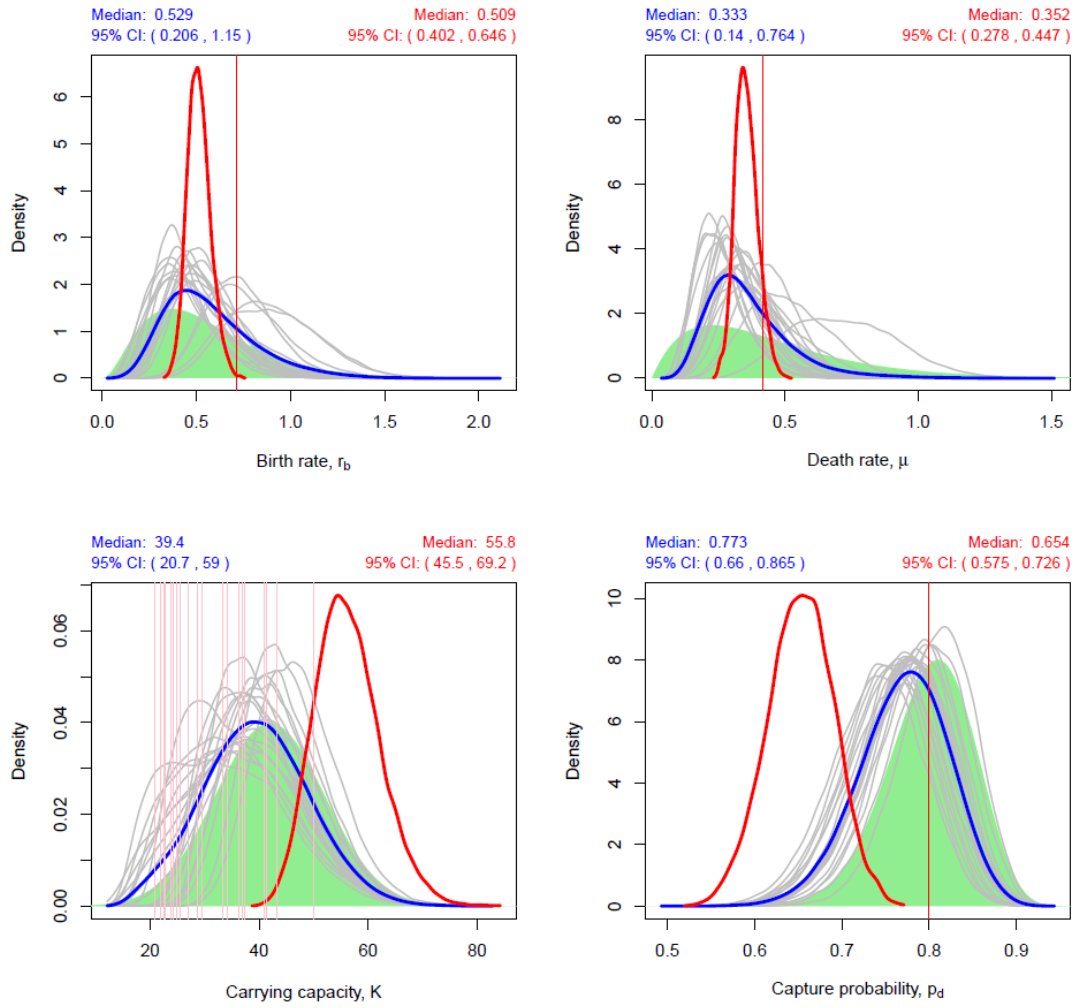 Median: 0.529 Median: 0.509
95% CI: ( 0.206 , 1.15 ) 95% CI: ( 0.402 , 0.646 )
Density
0 1 2 3 4 5 6
0.0 0.5 1.0 1.5 2.0
Birth rate, r_b
Median: 0.333 Median: 0.352
95% CI: ( 0.14 , 0.764 ) 95% CI: ( 0.278 , 0.447 )
Density
0 2 4 6 8
0.0 0.5 1.0 1.5
Death rate, μ
Median: 39.4 Median: 55.8
95% CI: ( 20.7 , 59 ) 95% CI: ( 45.5 , 69.2 )
Density
0.00 0.02 0.04 0.06
20 40 60 80
Carrying capacity, K
Median: 0.773 Median: 0.654
95% CI: ( 0.66 , 0.865 ) 95% CI: ( 0.575 , 0.726 )
Density
0 2 4 6 8 10
0.5 0.6 0.7 0.8 0.9
Capture probability, p_d